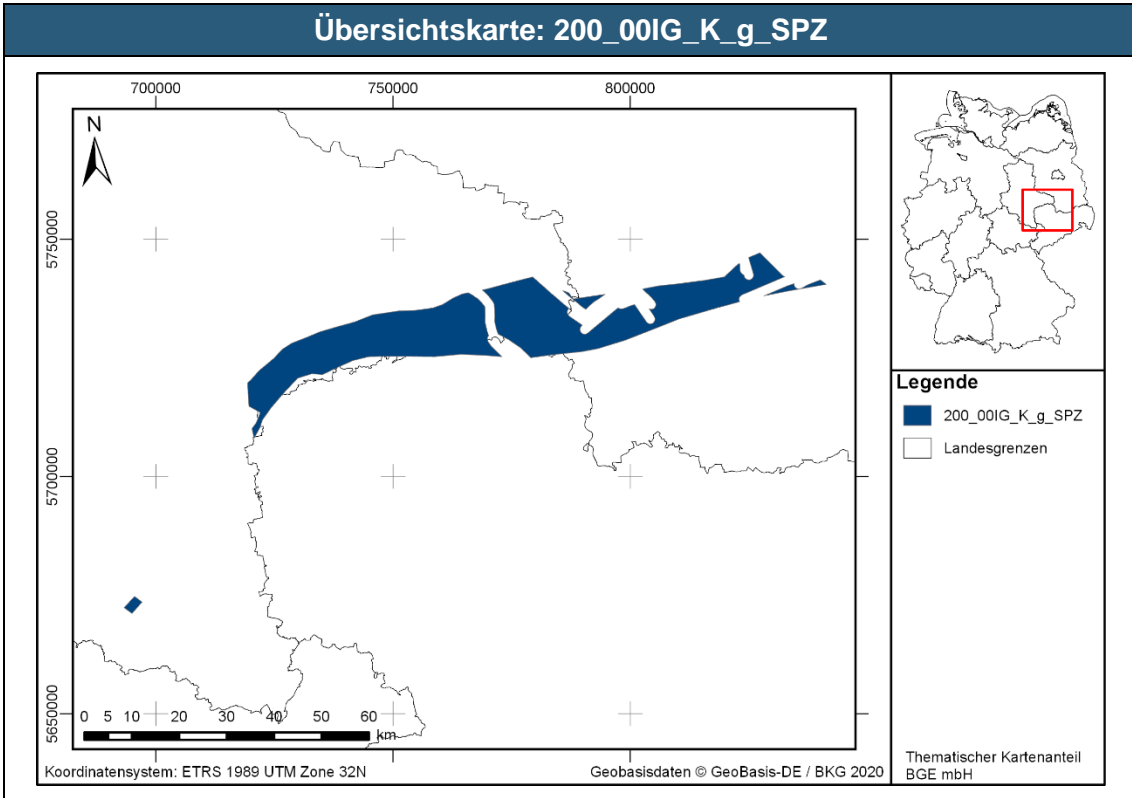 Übersichtskarte: 200_00IG_K_g_SPZ
700000 750000 800000
N
5750000
5700000
5650000
0 5 10 20 30 40 50 60
km
Koordinatensystem: ETRS 1989 UTM Zone 32N
Geobasisdaten © GeoBasis-DE / BKG 2020
Legende
200_00IG_K_g_SPZ
Landesgrenzen
Thematischer Kartenanteil
BGE mbH